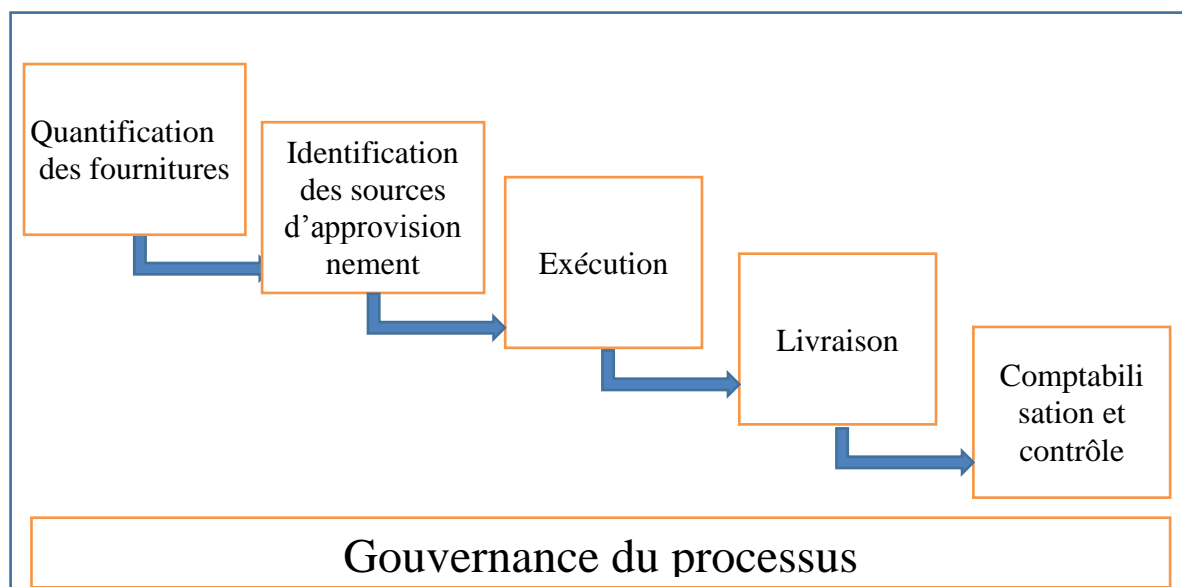 Quantification
des fournitures
Identification
des sources
d’approvision
nement
Exécution
Livraison
Comptabili
sation et
contrôle
Gouvernance du processus